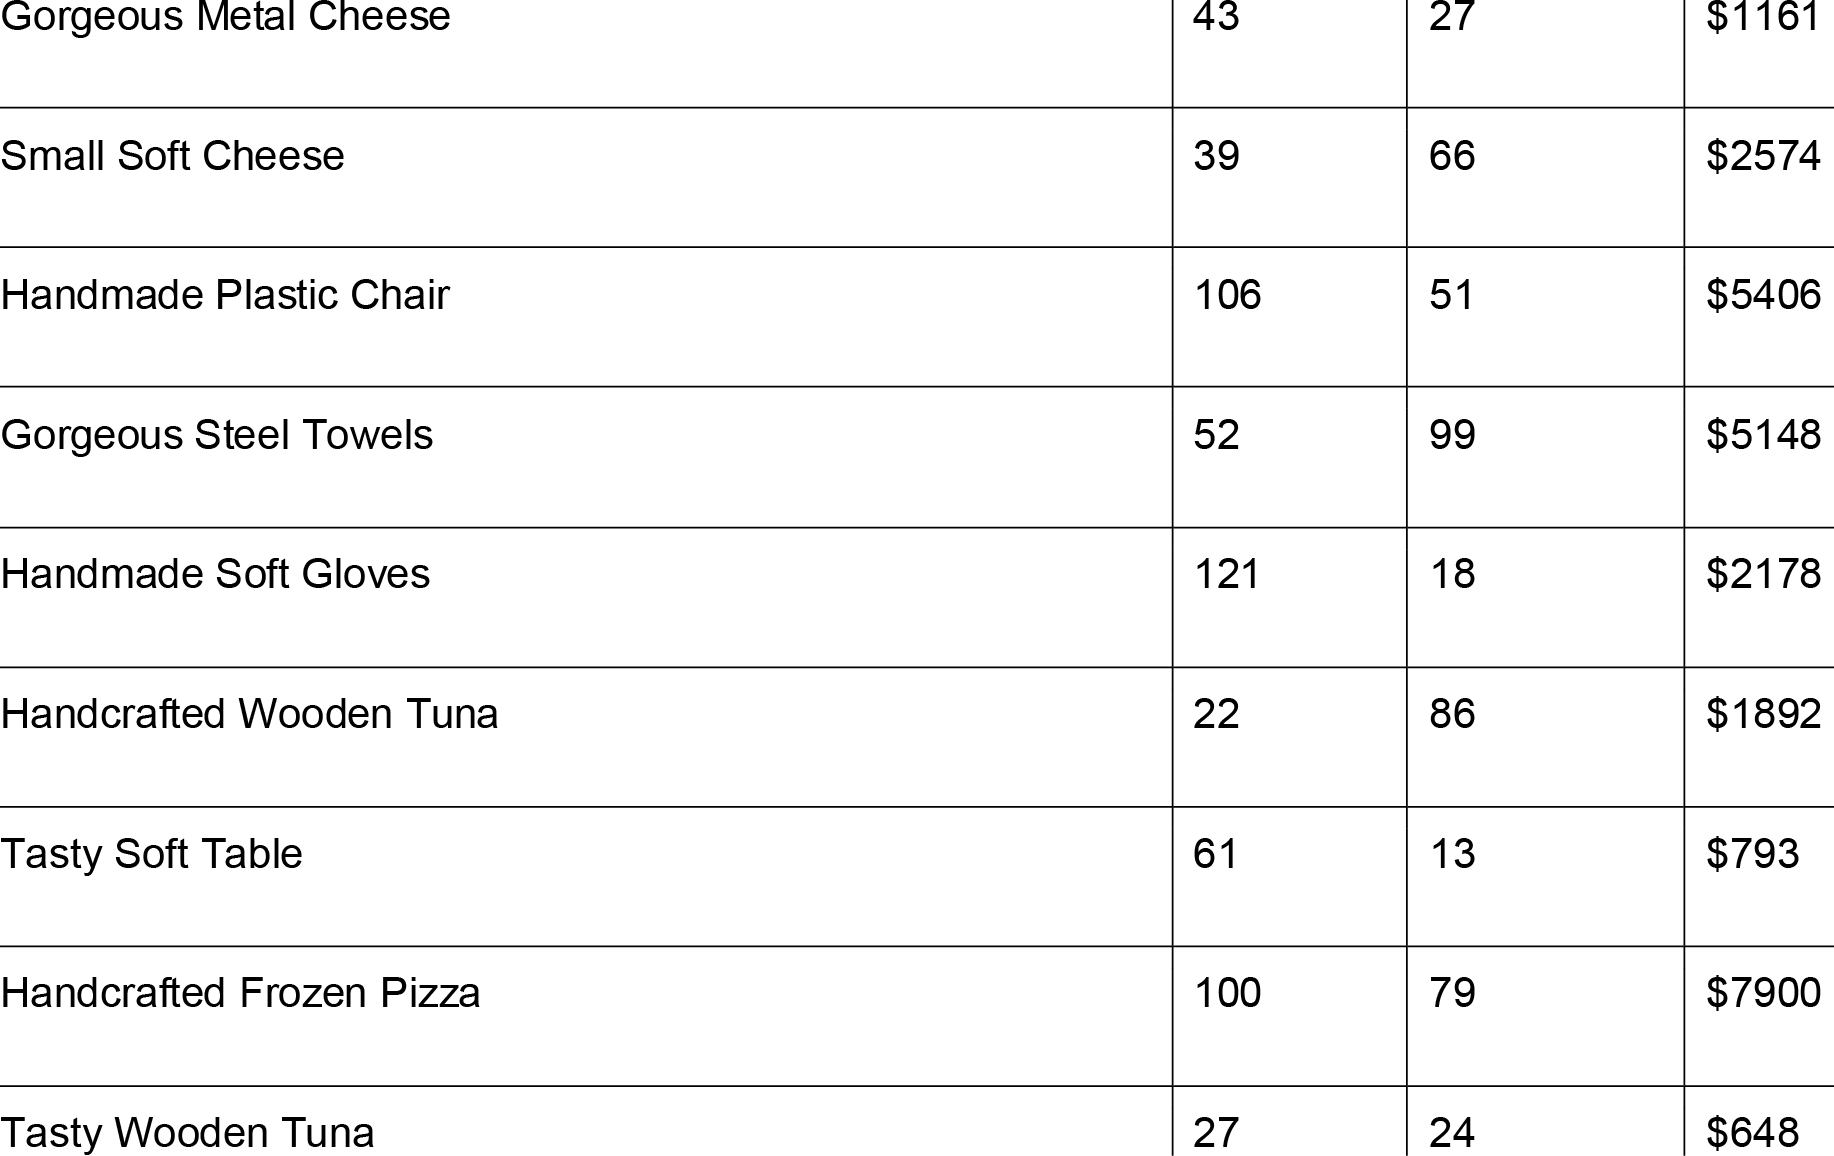 Gorgeous Metal Cheese 43 27 $1161
Small Soft Cheese 39 66 $2574
Handmade Plastic Chair 106 51 $5406
Gorgeous Steel Towels 52 99 $5148
Handmade Soft Gloves 121 18 $2178
Handcrafted Wooden Tuna 22 86 $1892
Tasty Soft Table 61 13 $793
Handcrafted Frozen Pizza 100 79 $7900
Tasty Wooden Tuna 27 24 $648